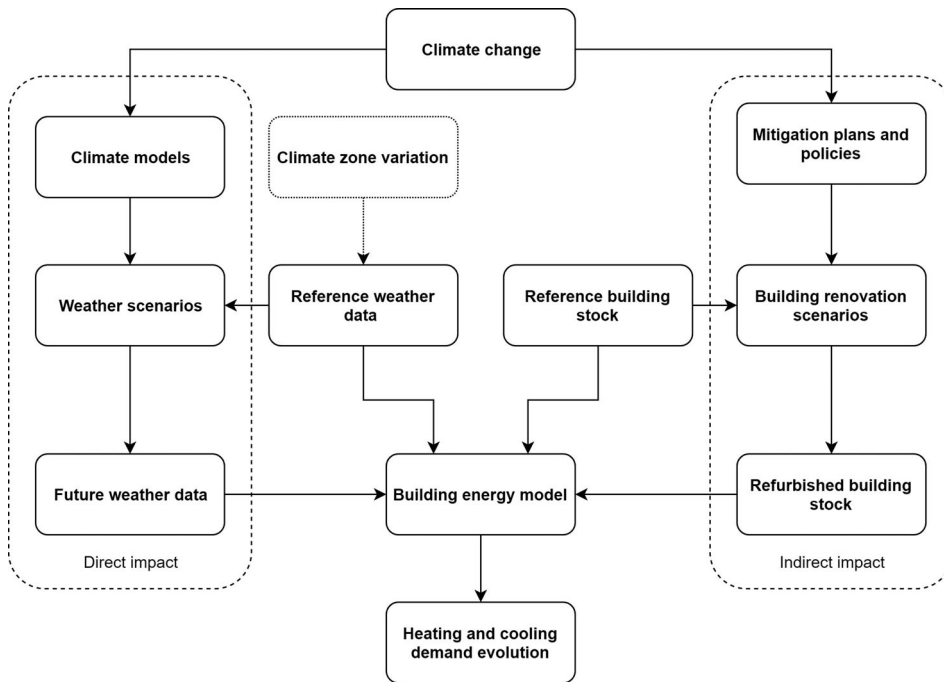 Climate change
Climate models
Climate zone variation
Mitigation plans and
policies
Weather scenarios
Reference weather
data
Reference building
stock
Building renovation
scenarios
Future weather data
Building energy model
Refurbished building
stock
Direct impact
Indirect impact
Heating and cooling
demand evolution